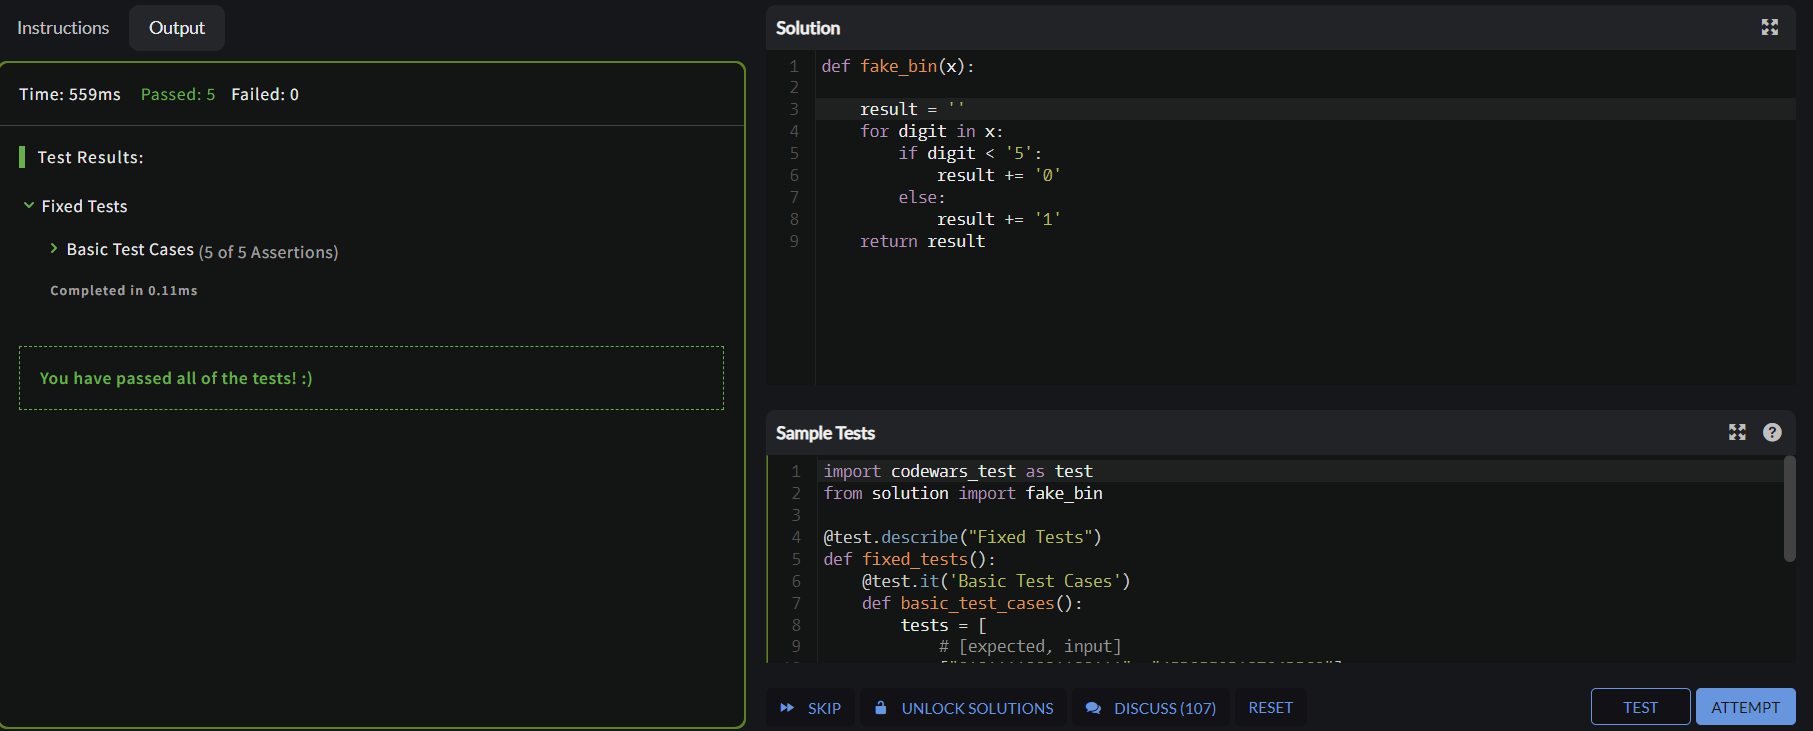 Instructions
Output
Time: 559ms Passed: 5 Failed: 0
Test Results:
Fixed Tests
Basic Test Cases (5 of 5 Assertions)
Completed in 0.11ms
You have passed all of the tests! :)
Solution
1 def fake_bin(x):
2
3     result = ''
4     for digit in x:
5         if digit < '5':
6             result += '0'
7         else:
8             result += '1'
9     return result
Sample Tests
1 import codewars_test as test
2 from solution import fake_bin
3
4 @test.describe("Fixed Tests")
5 def fixed_tests():
6     @test.it('Basic Test Cases')
7     def basic_test_cases():
8         tests = [
9             # [expected, input]
SKIP
UNLOCK SOLUTIONS
DISCUSS (107)
RESET
TEST
ATTEMPT